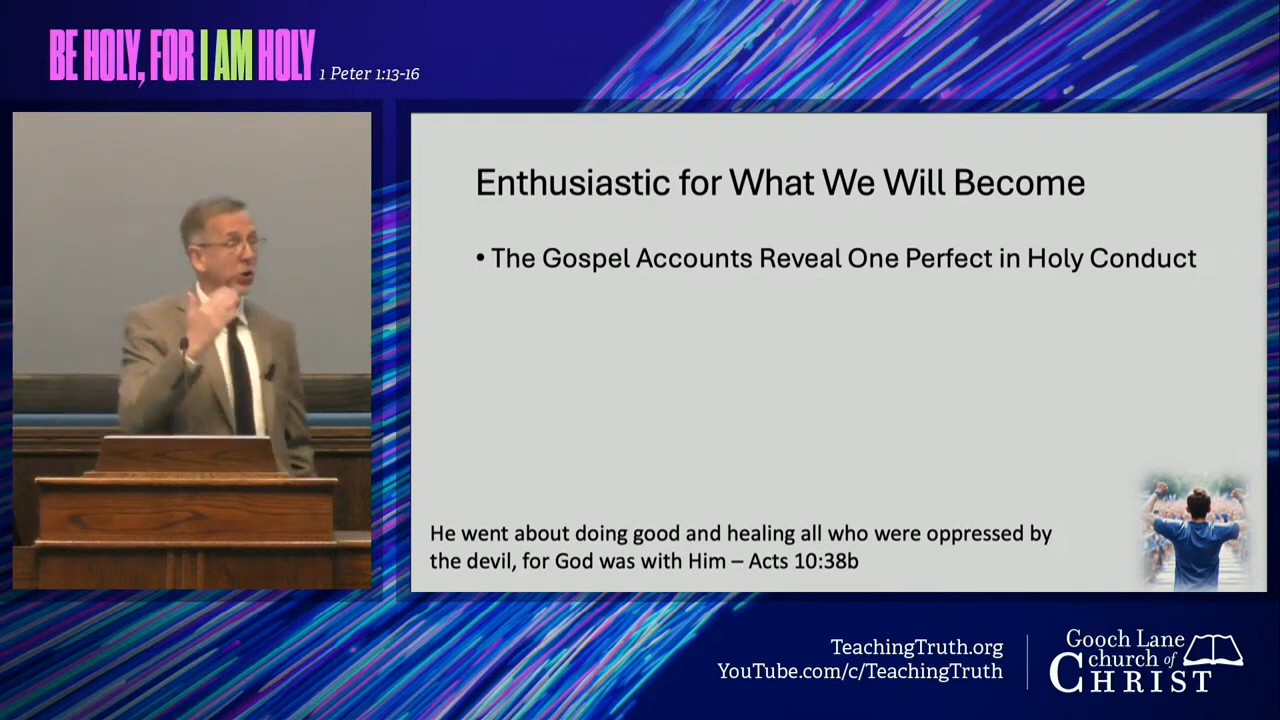 BE HOLY, FOR I AM HOLY 1 Peter 1:13-16
Enthusiastic for What We Will Become
• The Gospel Accounts Reveal One Perfect in Holy Conduct
He went about doing good and healing all who were oppressed by
the devil, for God was with Him – Acts 10:38b
TeachingTruth.org
YouTube.com/c/TeachingTruth
Gooch Lane
church of
CHRIST